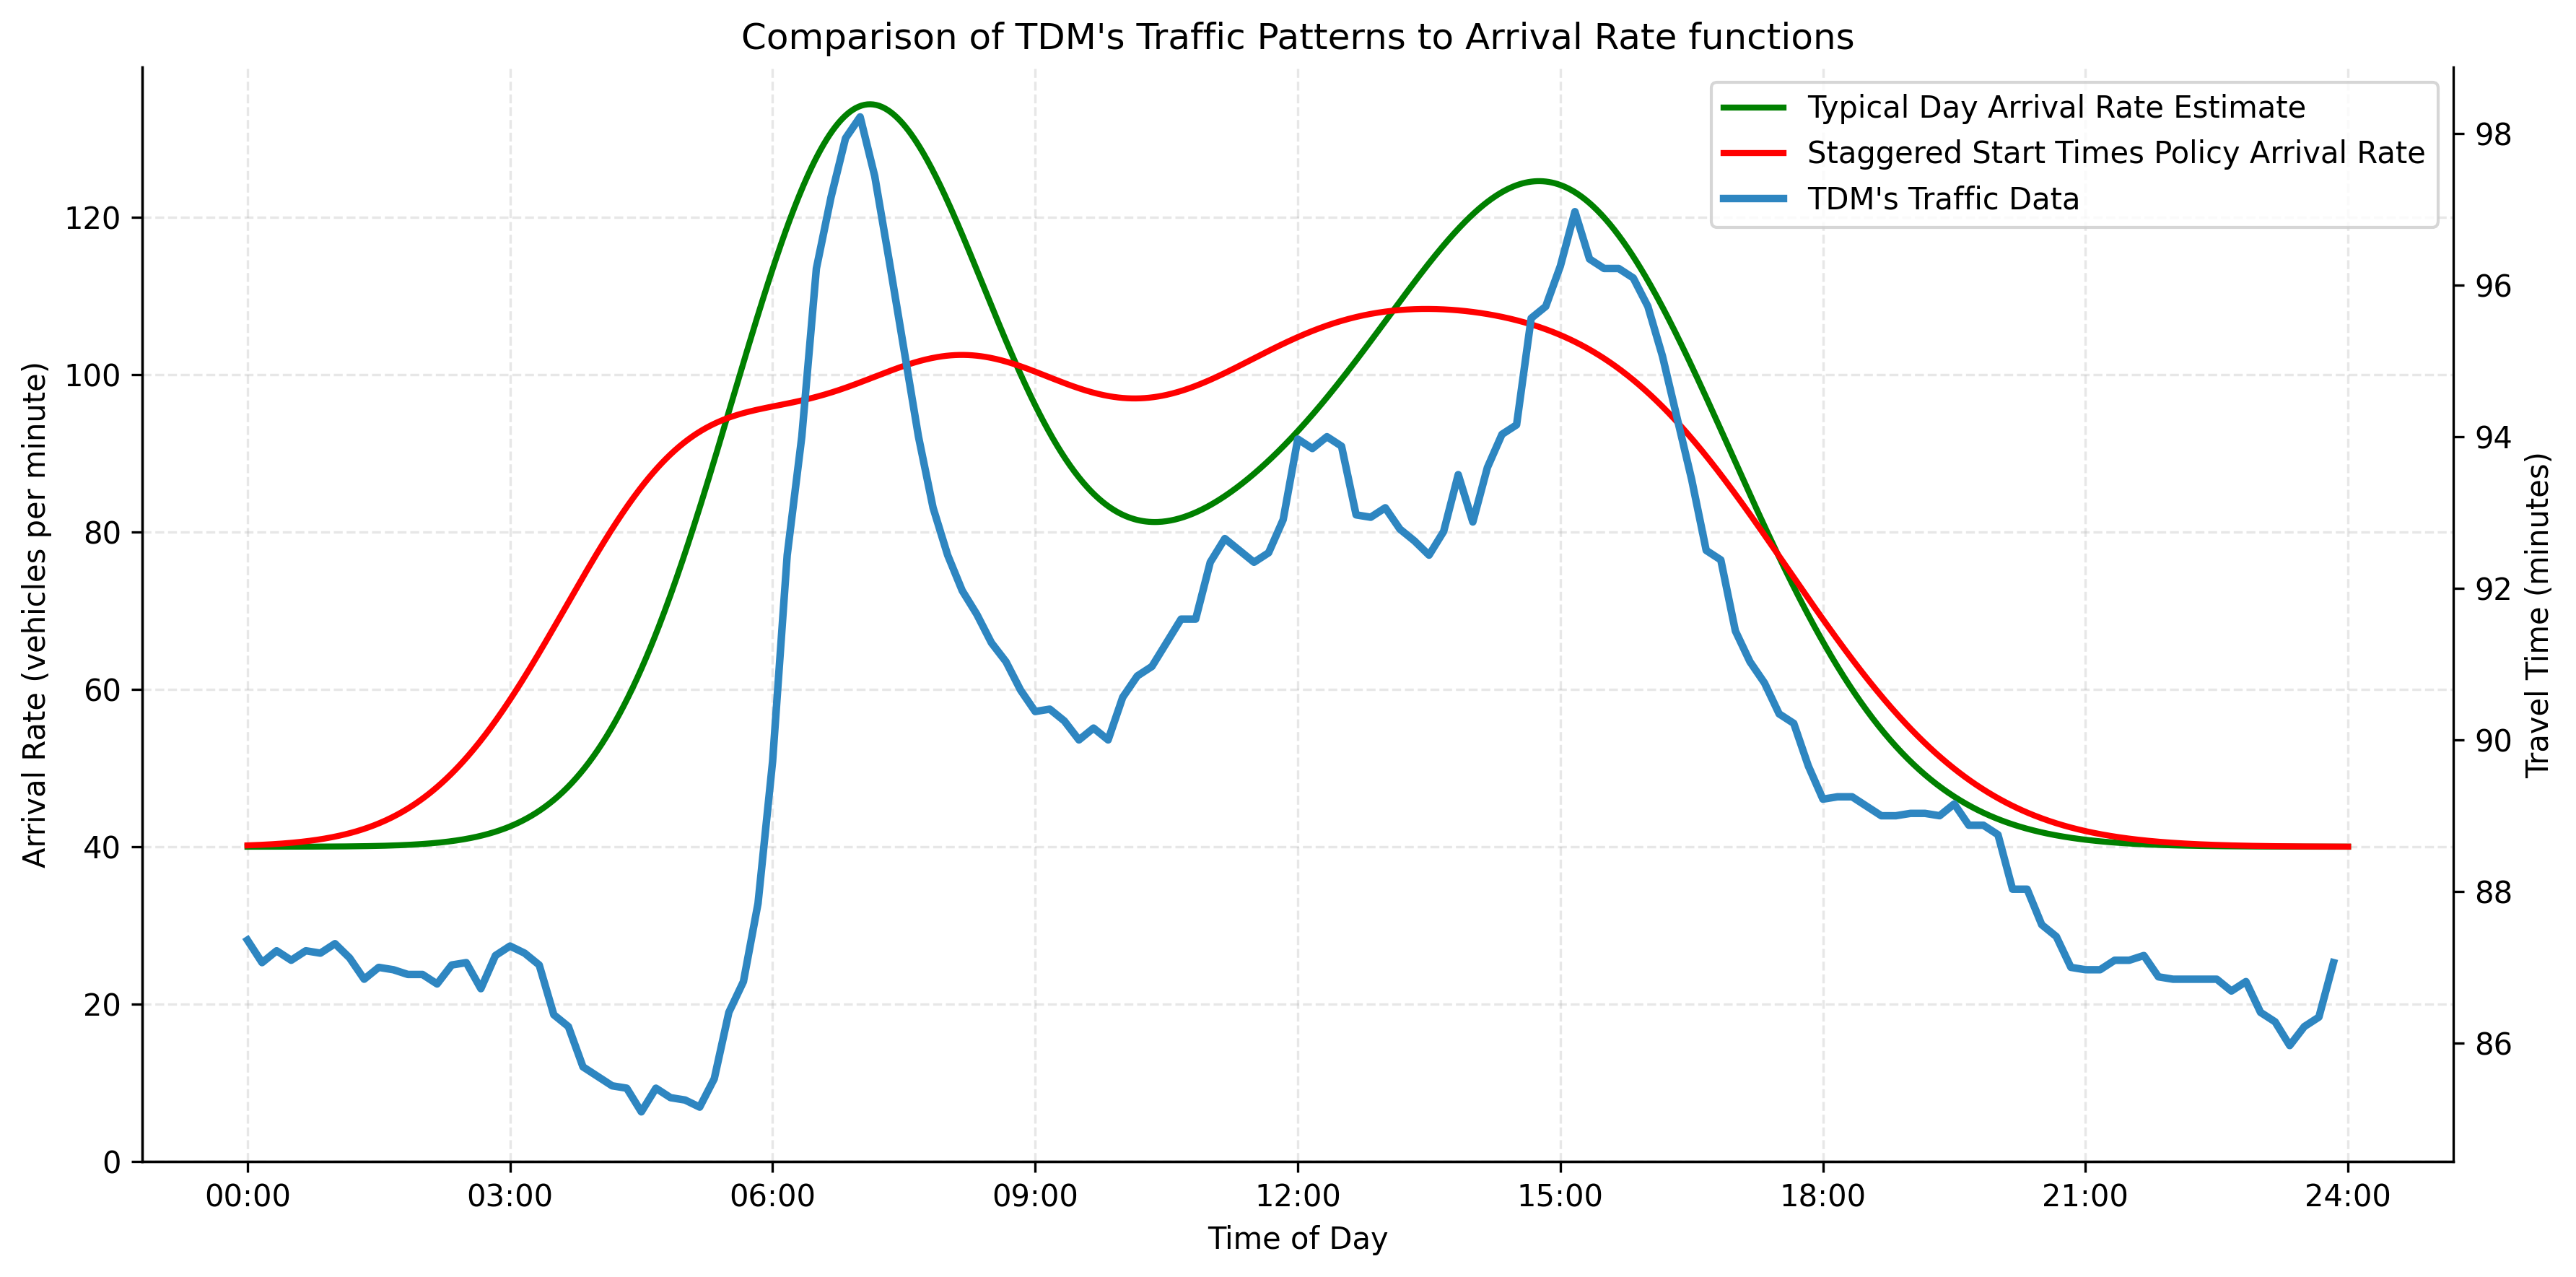 Comparison of TDM's Traffic Patterns to Arrival Rate functions
Typical Day Arrival Rate Estimate
Staggered Start Times Policy Arrival Rate
TDM's Traffic Data
Arrival Rate (vehicles per minute)
120
100
80
60
40
20
0
98
96
94
92
90
88
86
Travel Time (minutes)
00:00 03:00 06:00 09:00 12:00 15:00 18:00 21:00 24:00
Time of Day